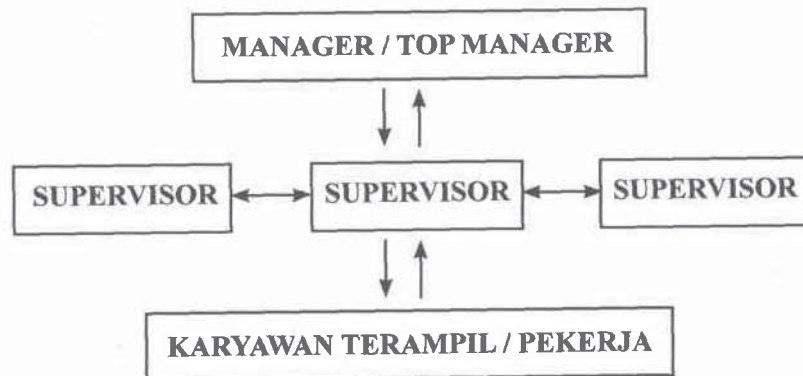 MANAGER / TOP MANAGER
SUPERVISOR
SUPERVISOR
SUPERVISOR
KARYAWAN TERAMPIL / PEKERJA